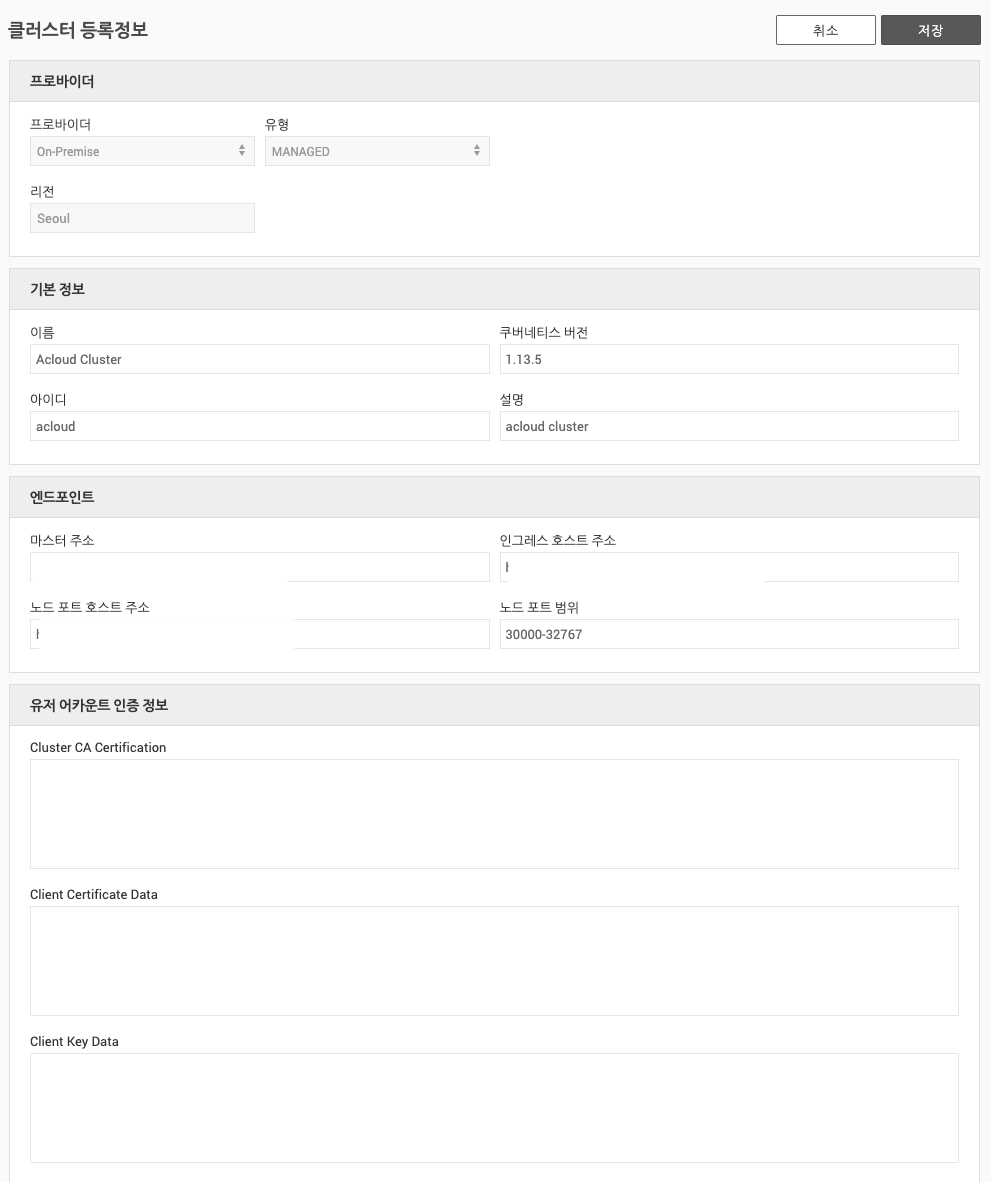 클러스터 등록정보
취소
저장
프로바이더
프로바이더
유형
On-Premise
MANAGED
리전
Seoul
기본 정보
이름
쿠버네티스 버전
Acloud Cluster
1.13.5
아이디
설명
acloud
acloud cluster
엔드포인트
마스터 주소
인그레스 호스트 주소
노드 포트 호스트 주소
노드 포트 범위
30000-32767
유저 어카운트 인증 정보
Cluster CA Certification
Client Certificate Data
Client Key Data